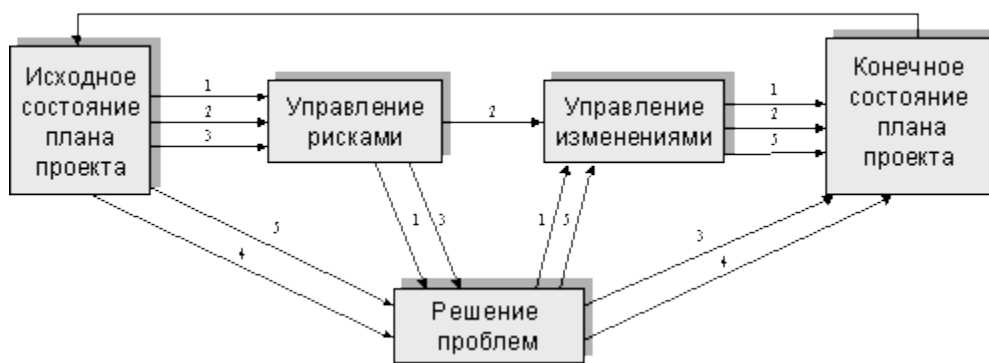 Исходное
состояние
плана
проекта
1
2
3
Управление
рисками
2
Управление
изменениями
1
2
5
Конечное
состояние
плана
проекта
5
4
1
3
1
5
3
4
Решение
проблем